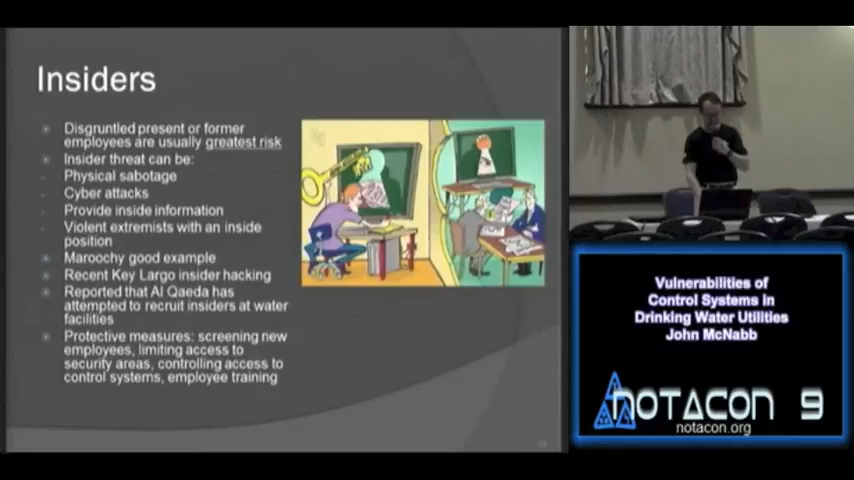 Insiders
Disgruntled present or former
employees are usually greatest risk
Insider threat can be:
Physical sabotage
Cyber attacks
Provide inside information
Violent extremists with an inside
position
Maroochy good example
Recent Key Largo insider hacking
Reported that Al Qaeda has
attempted to recruit insiders at water
facilities
Protective measures: screening new
employees, limiting access to
security areas, controlling access to
control systems, employee training
Vulnerabilities of
Control Systems in
Drinking Water Utilities
John McNabb
NOTACON 9
notacon.org